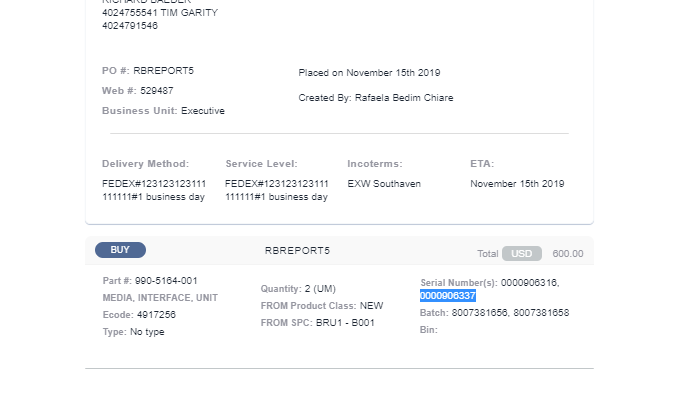 RICHARD BAEDER
4024755541 TIM GARITY
4024791546
PO #: RBREPORT5
Placed on November 15th 2019
Web #: 529487
Created By: Rafaela Bedim Chiare
Business Unit: Executive
Delivery Method: Service Level: Incoterms: ETA:
FEDEX#123123123111 FEDEX#123123123111 EXW Southaven November 15th 2019
111111#1 business day 111111#1 business day
BUY RBREPORT5 Total USD 600.00
Part #: 990-5164-001
MEDIA, INTERFACE, UNIT
Ecode: 4917256
Type: No type
Quantity: 2 (UM)
FROM Product Class: NEW
FROM SPC: BRU1 - B001
Serial Number(s): 0000906316,
0000906337
Batch: 8007381656, 8007381658
Bin: